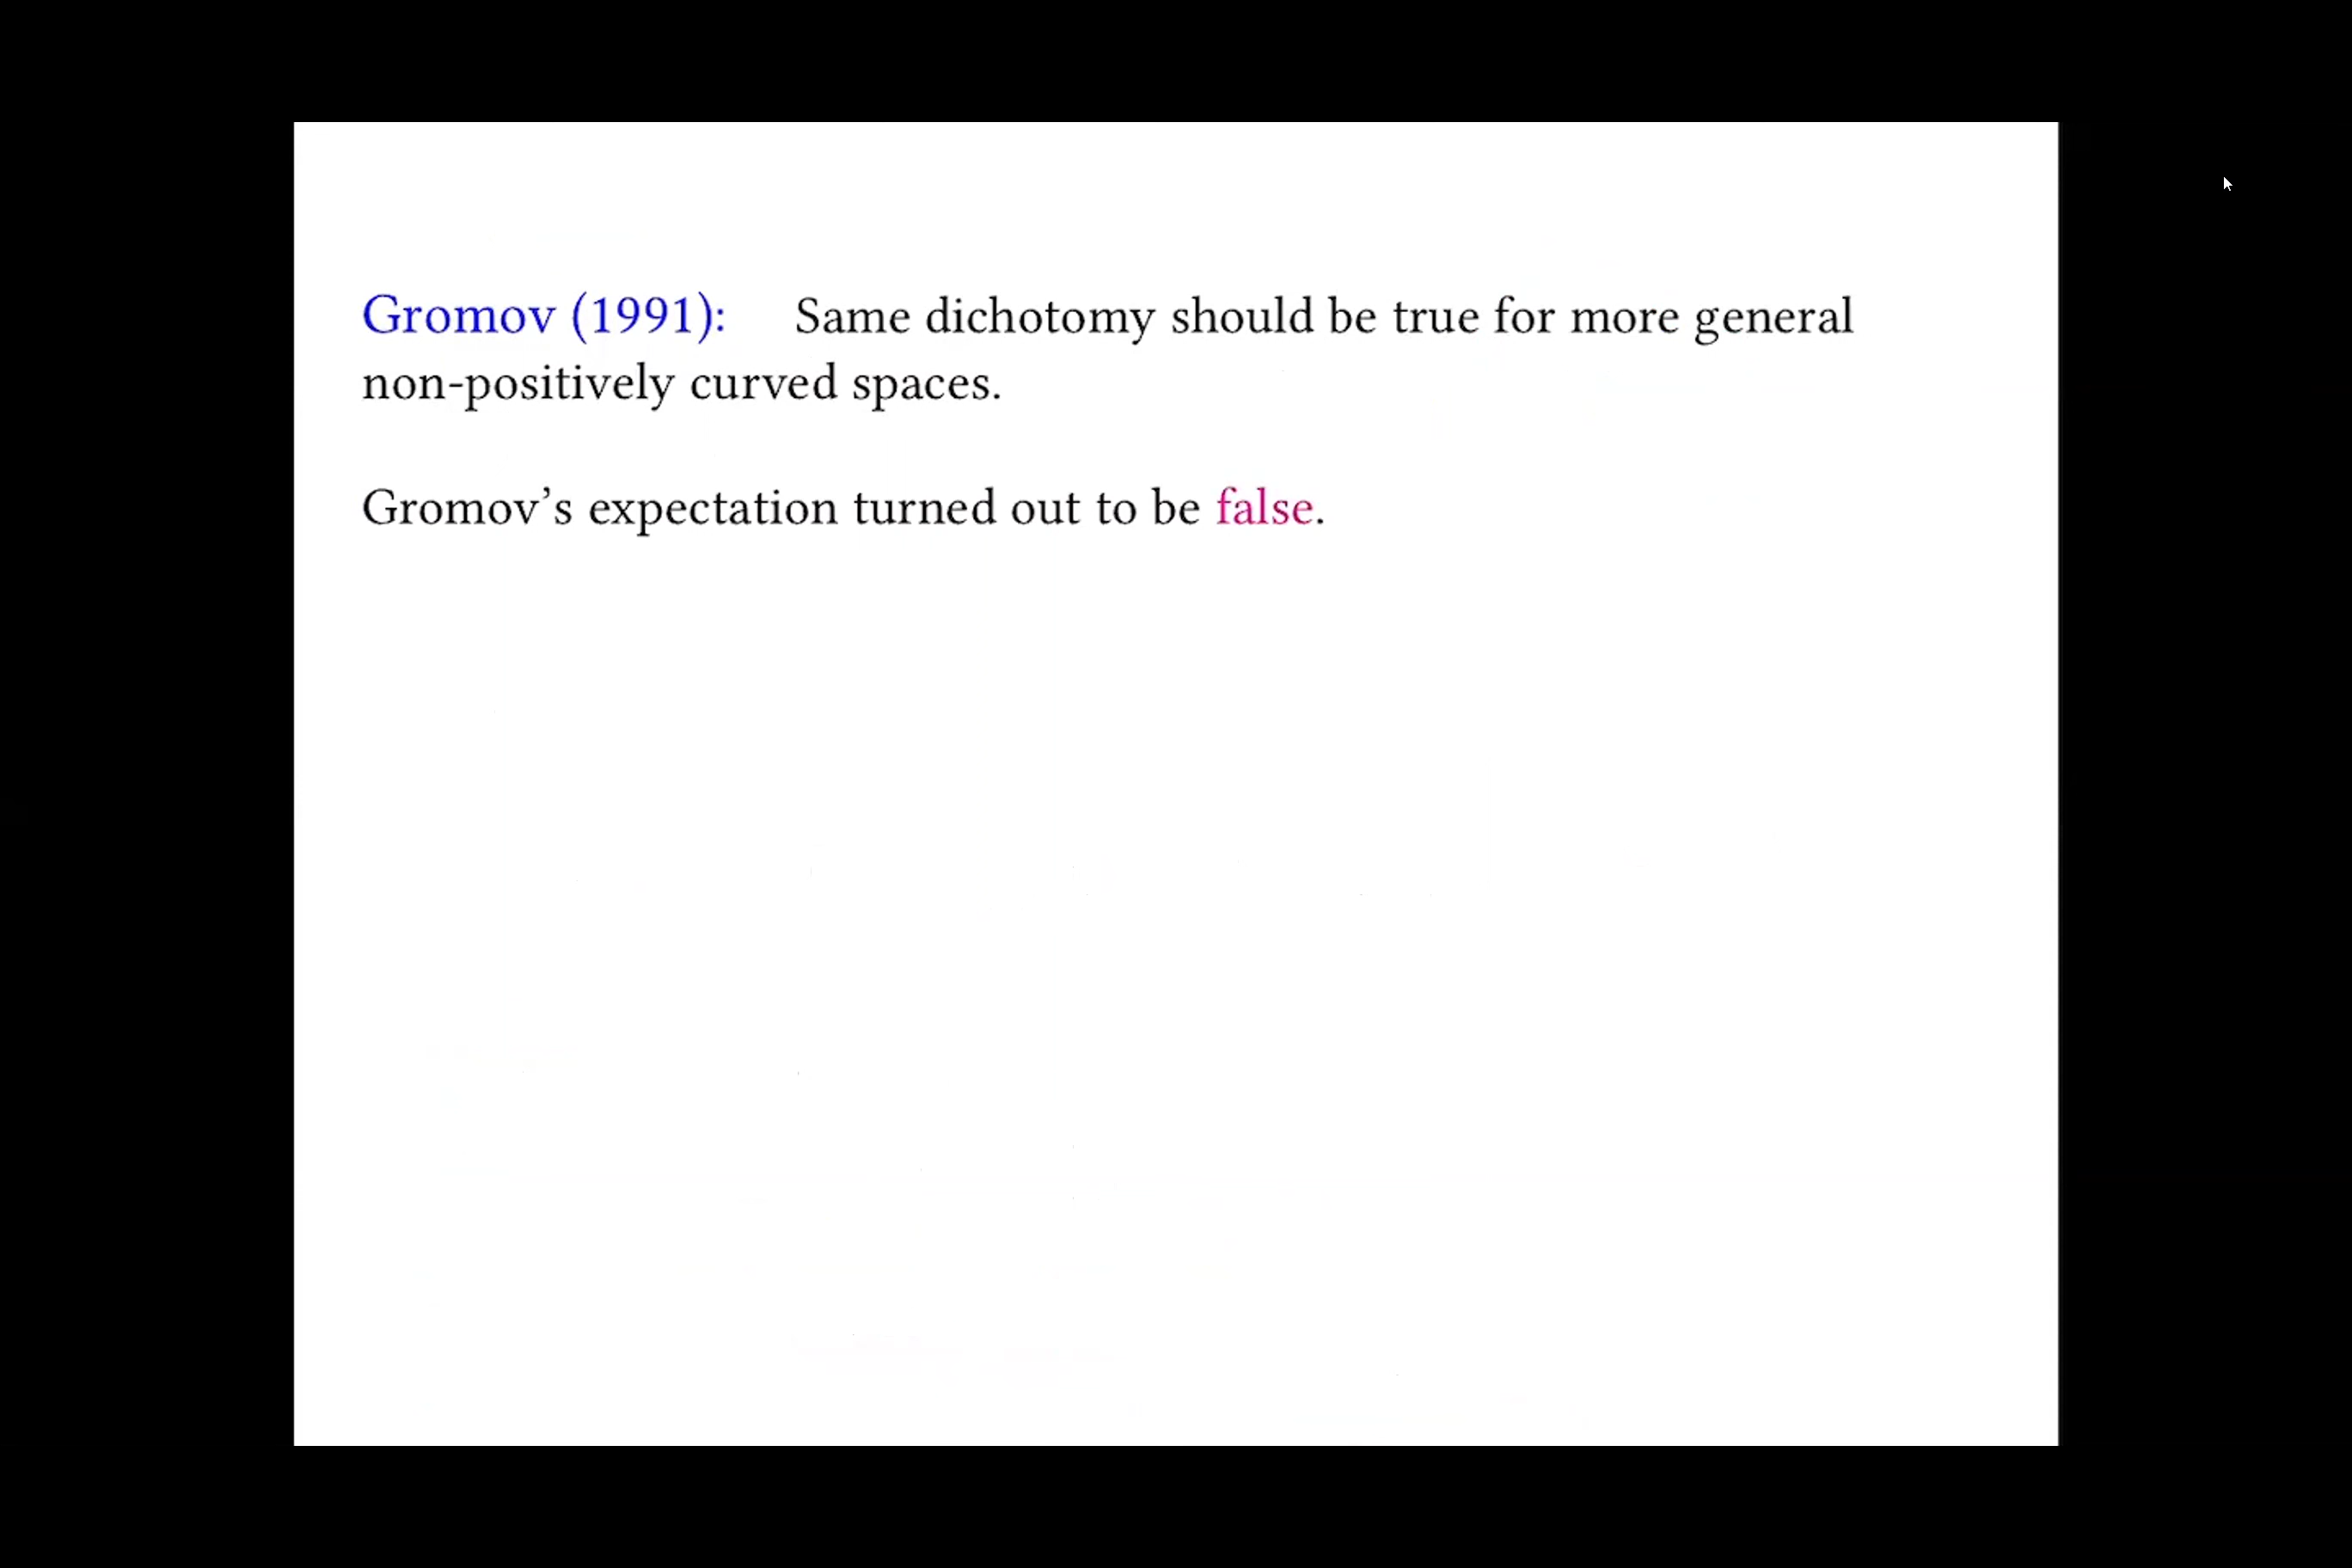 Gromov (1991): Same dichotomy should be true for more general
non-positively curved spaces.
Gromov’s expectation turned out to be false.